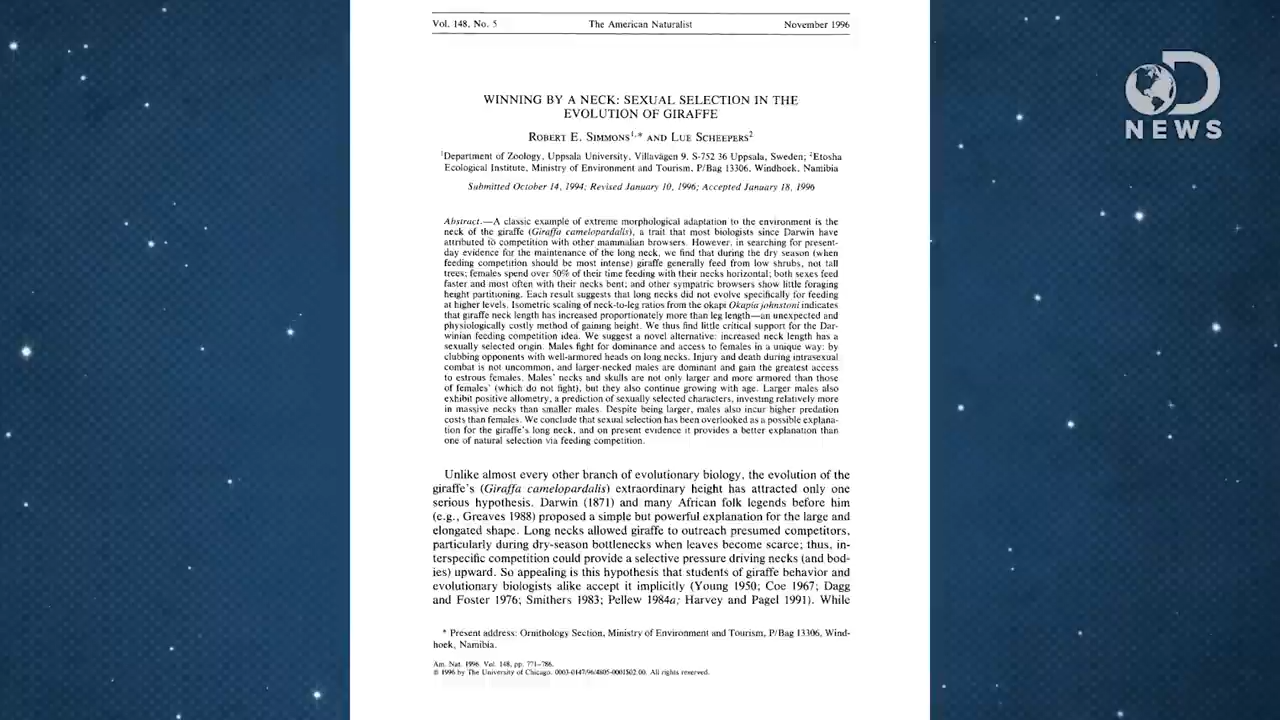 Vol. 148, No. 5 The American Naturalist November 1996
D
NEWS
WINNING BY A NECK: SEXUAL SELECTION IN THE
EVOLUTION OF GIRAFFE
ROBERT E. SIMMONS1,* AND LUE SCHEEPERS2
1Department of Zoology, Uppsala University, Villavägen 9, S-752 36 Uppsala, Sweden; 2Etosha
Ecological Institute, Ministry of Environment and Tourism, P/Bag 13306, Windhoek, Namibia
Submitted October 14, 1994; Revised January 10, 1996; Accepted January 18, 1996
Abstract.—A classic example of extreme morphological adaptation to the environment is the
neck of the giraffe (Giraffa camelopardalis), a trait that most biologists since Darwin have
attributed to competition with other mammalian browsers. However, in searching for present-
day evidence for the maintenance of the long neck, we find that during the dry season (when
feeding competition should be most intense) giraffe generally feed from low shrubs, not tall
trees; females spend over 50% of their time feeding with their necks horizontal; both sexes feed
faster and most often with their necks bent; and other sympatric browsers show little foraging
height partitioning. Each result suggests that long necks did not evolve specifically for feeding
at higher levels. Isometric scaling of neck-to-leg ratios from the okapi Okapia johnstoni indicates
that giraffe neck length has increased proportionately more than leg length—an unexpected and
physiologically costly method of gaining height. We thus find little critical support for the Dar-
winian feeding competition idea. We suggest a novel alternative: increased neck length has a
sexually selected origin. Males fight for dominance and access to females in a unique way: by
clubbing opponents with well-armored heads on long necks. Injury and death during intrasexual
combat is not uncommon, and larger-necked males are dominant and gain the greatest access
to estrous females. Males' necks and skulls are not only larger and more armored than those
of females' (which do not fight), but they also continue growing with age. Larger males also
exhibit positive allometry, a prediction of sexually selected characters, investing relatively more
in massive necks than smaller males. Despite being larger, males also incur higher predation
costs than females. We conclude that sexual selection has been overlooked as a possible explana-
tion for the giraffe's long neck, and on present evidence it provides a better explanation than
one of natural selection via feeding competition.
Unlike almost every other branch of evolutionary biology, the evolution of the
giraffe's (Giraffa camelopardalis) extraordinary height has attracted only one
serious hypothesis. Darwin (1871) and many African folk legends before him
(e.g., Greaves 1988) proposed a simple but powerful explanation for the large and
elongated shape. Long necks allowed giraffe to outreach presumed competitors,
particularly during dry-season bottlenecks when leaves become scarce; thus, in-
terspecific competition could provide a selective pressure driving necks (and bod-
ies) upward. So appealing is this hypothesis that students of giraffe behavior and
evolutionary biologists alike accept it implicitly (Young 1950; Coe 1967; Dagg
and Foster 1976; Smithers 1983; Pellew 1984a; Harvey and Pagel 1991). While
* Present address: Ornithology Section, Ministry of Environment and Tourism, P/Bag 13306, Wind-
hoek, Namibia.
Am. Nat. 1996. Vol. 148, pp. 771–786.
© 1996 by The University of Chicago. 0003-0147/96/4805-0001$02.00. All rights reserved.